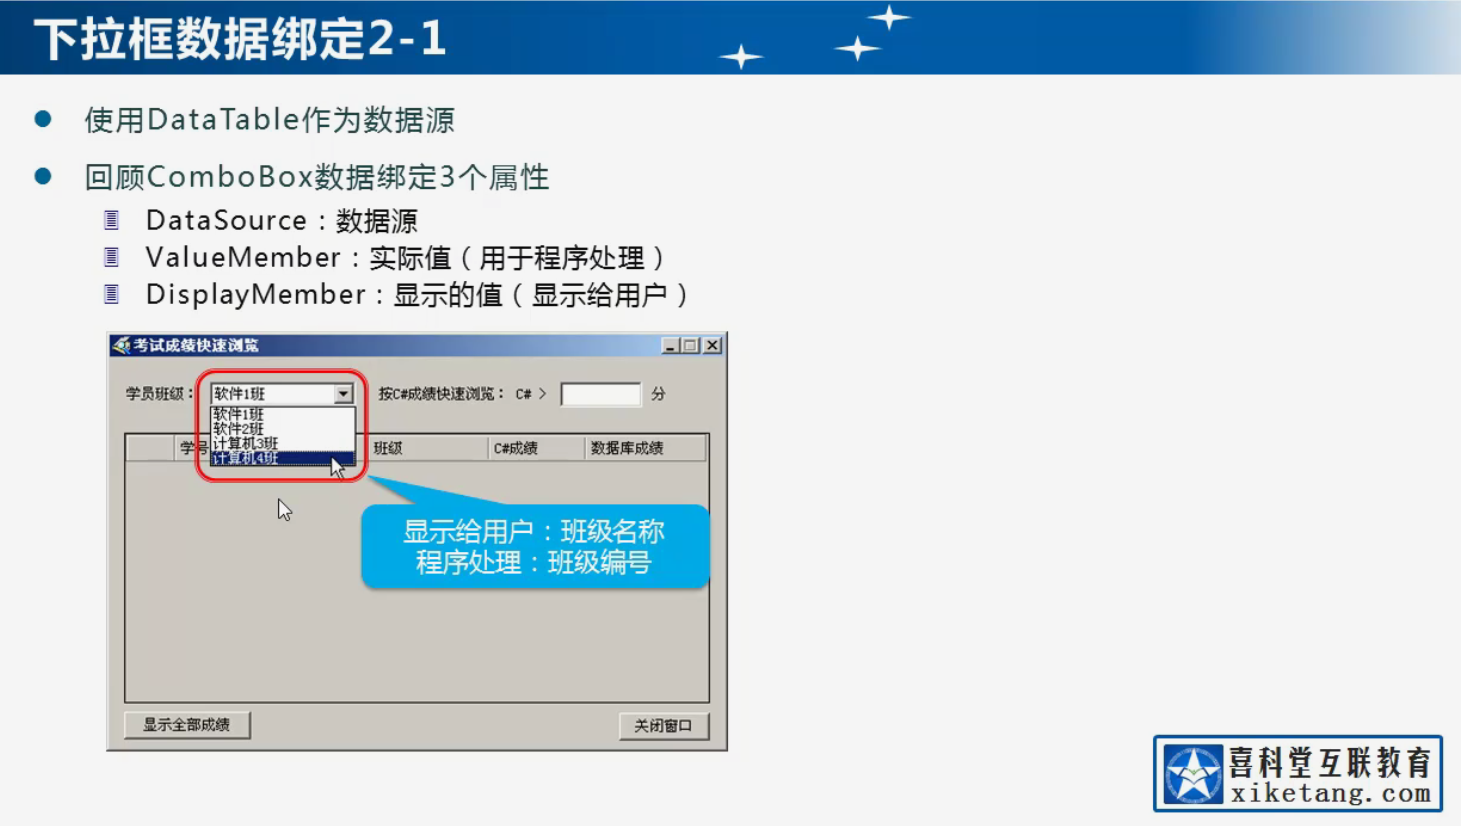 下拉框数据绑定2-1
使用DataTable作为数据源
回顾ComboBox数据绑定3个属性
DataSource：数据源
ValueMember：实际值（用于程序处理）
DisplayMember：显示的值（显示给用户）
考试成绩快速浏览
学员班级： 软件1班 按C#成绩快速浏览： C# > 分
软件1班
软件2班
计算机3班
计算机4班
学号 班级 C#成绩 数据库成绩
显示给用户：班级名称
程序处理：班级编号
显示全部成绩 关闭窗口
喜科堂互联教育
xiketang.com